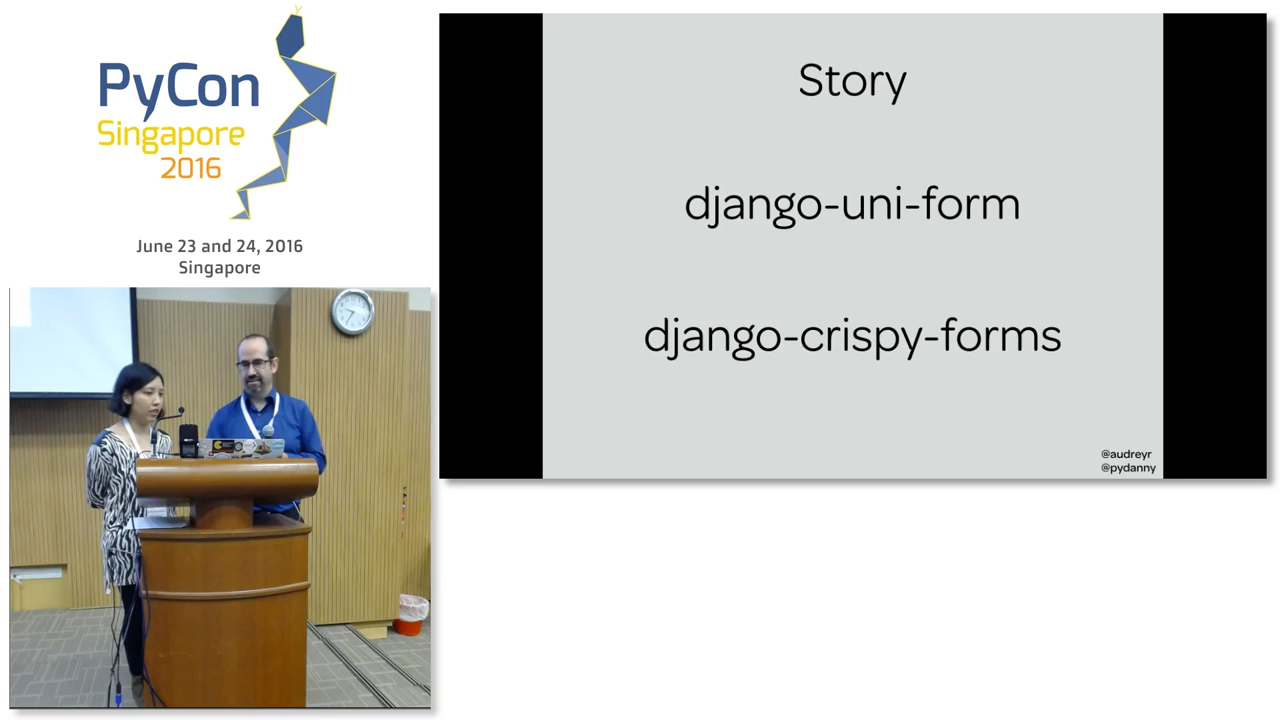 PyCon
Singapore
2016
June 23 and 24, 2016
Singapore
Story
django-uni-form
django-crispy-forms
@audreyr
@pydanny